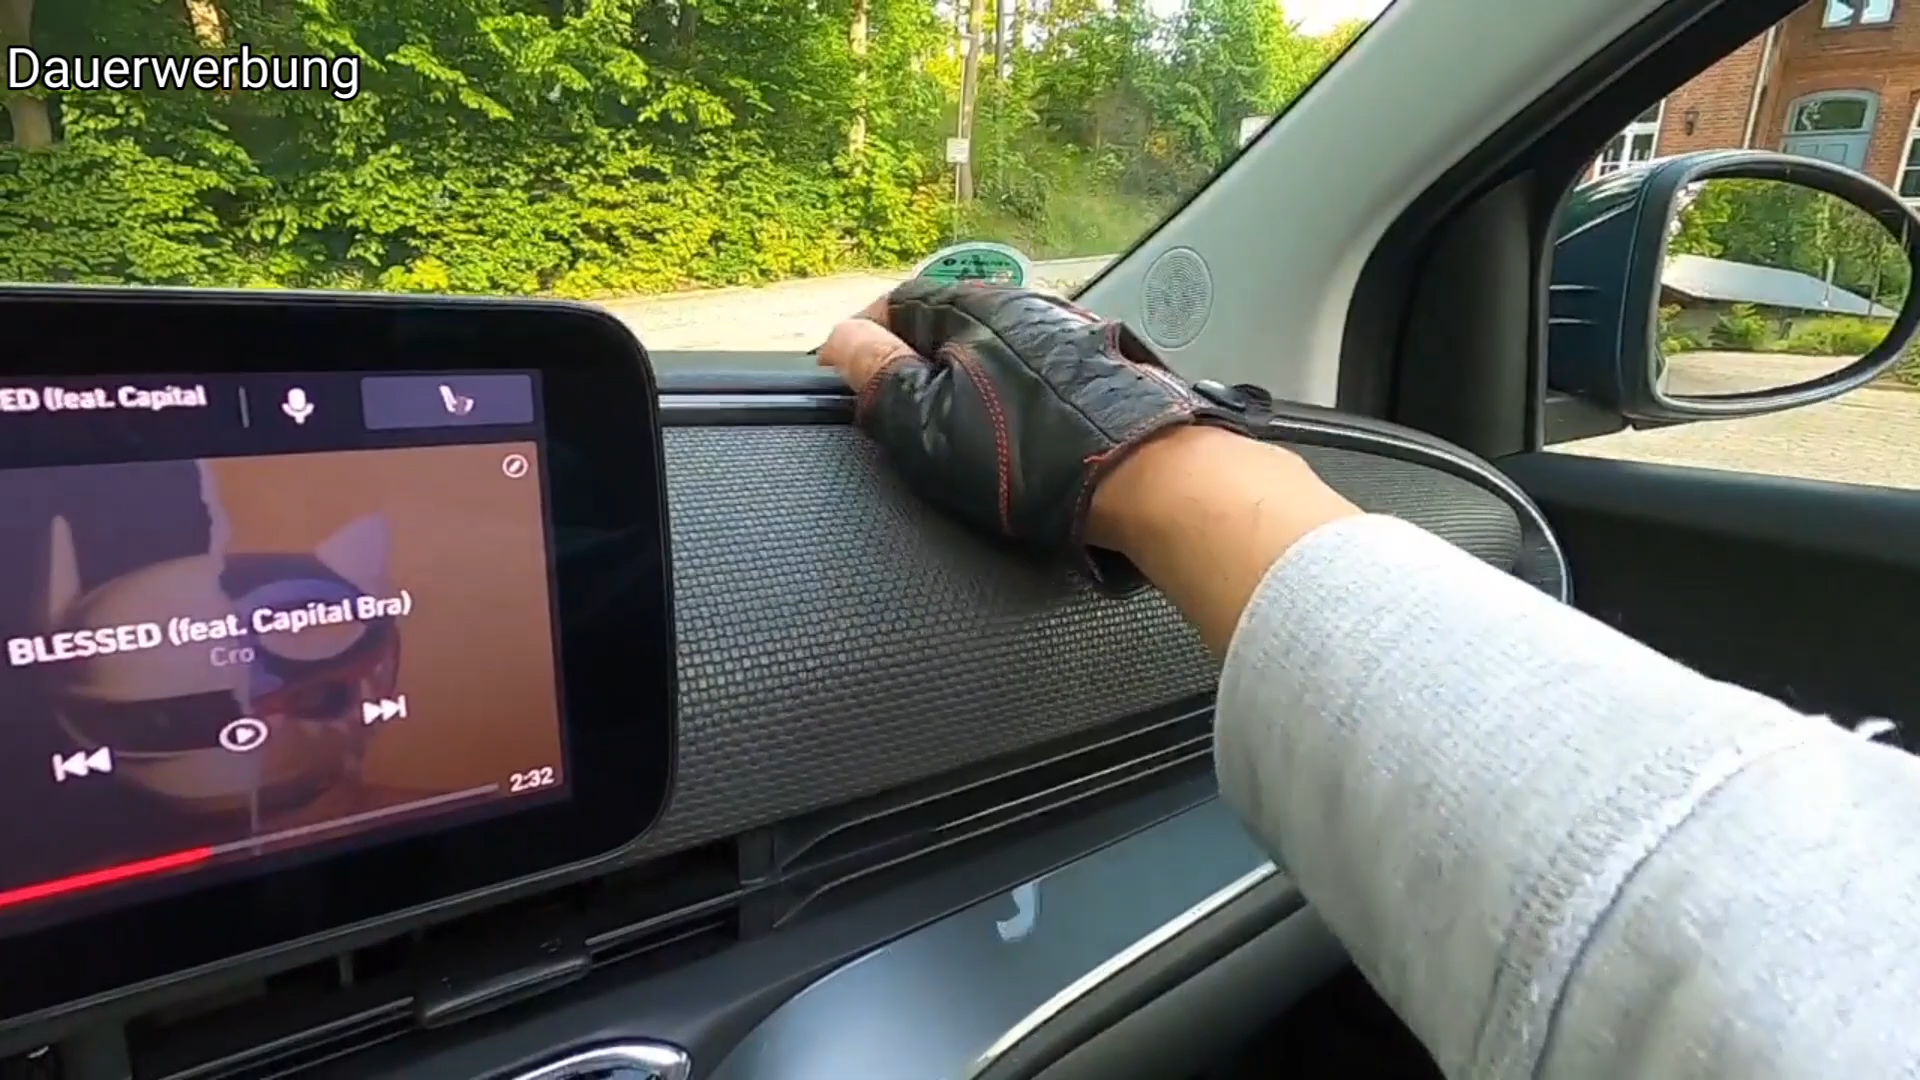 Dauerwerbung
ED (feat. Capital
BLESSED (feat. Capital Bra)
Cro
2:32